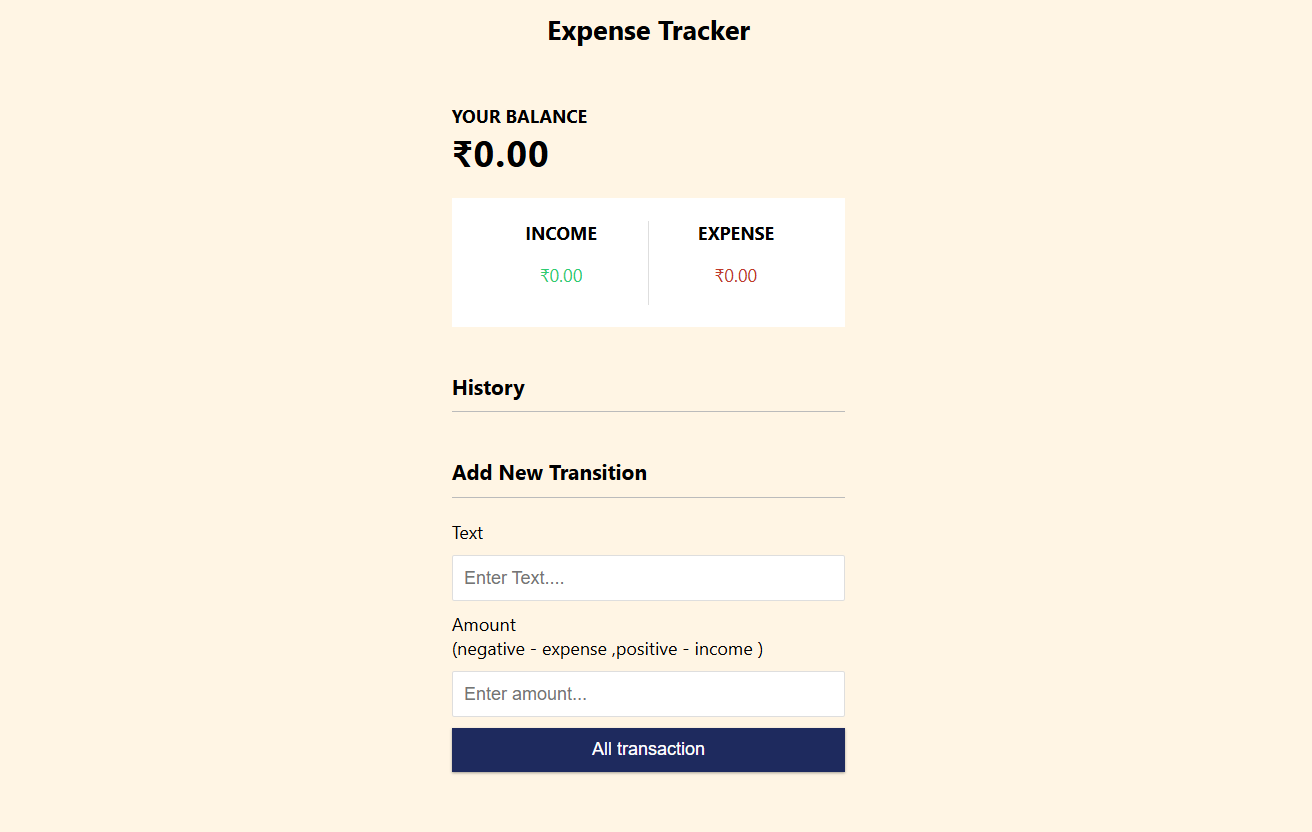 Expense Tracker
YOUR BALANCE
₹0.00
INCOME EXPENSE
₹0.00 ₹0.00
History
Add New Transition
Text
Enter Text....
Amount
(negative - expense ,positive - income )
Enter amount...
All transaction